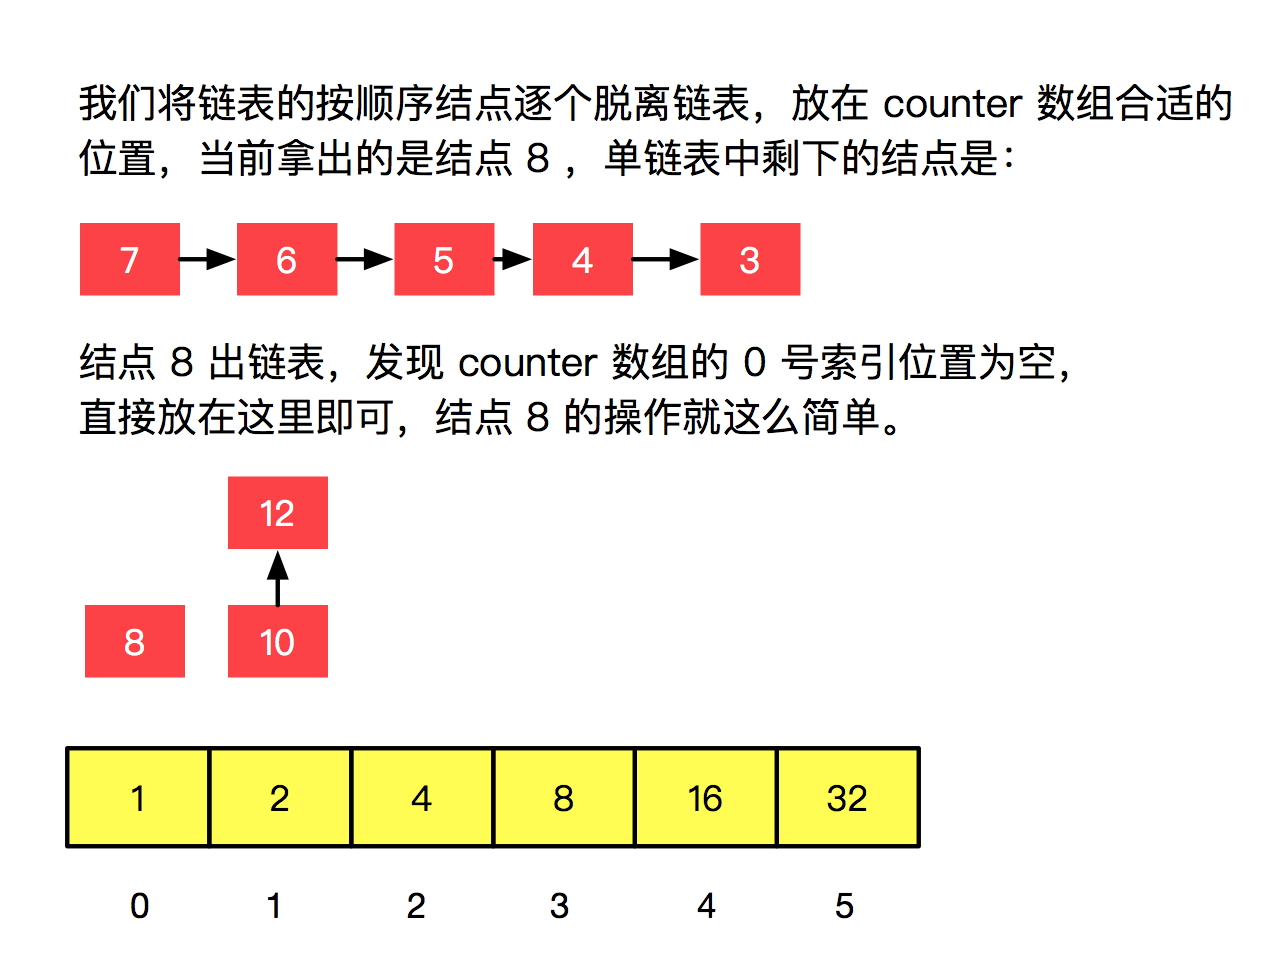 我们将链表的按顺序结点逐个脱离链表，放在 counter 数组合适的
位置，当前拿出的是结点 8 ，单链表中剩下的结点是：
7 6 5 4 3
结点 8 出链表，发现 counter 数组的 0 号索引位置为空，
直接放在这里即可，结点 8 的操作就这么简单。
12
8 10
1 2 4 8 16 32
0 1 2 3 4 5